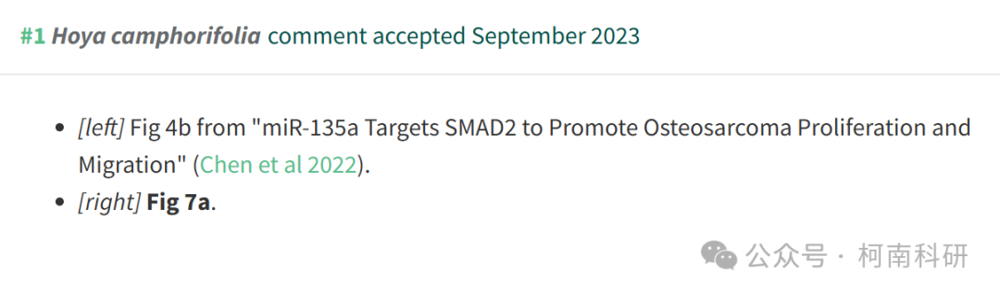 #1 Hoya camphorifolia comment accepted September 2023
[left] Fig 4b from "miR-135a Targets SMAD2 to Promote Osteosarcoma Proliferation and
Migration" (Chen et al 2022).
[right] Fig 7a.
公众号 · 柯南科研